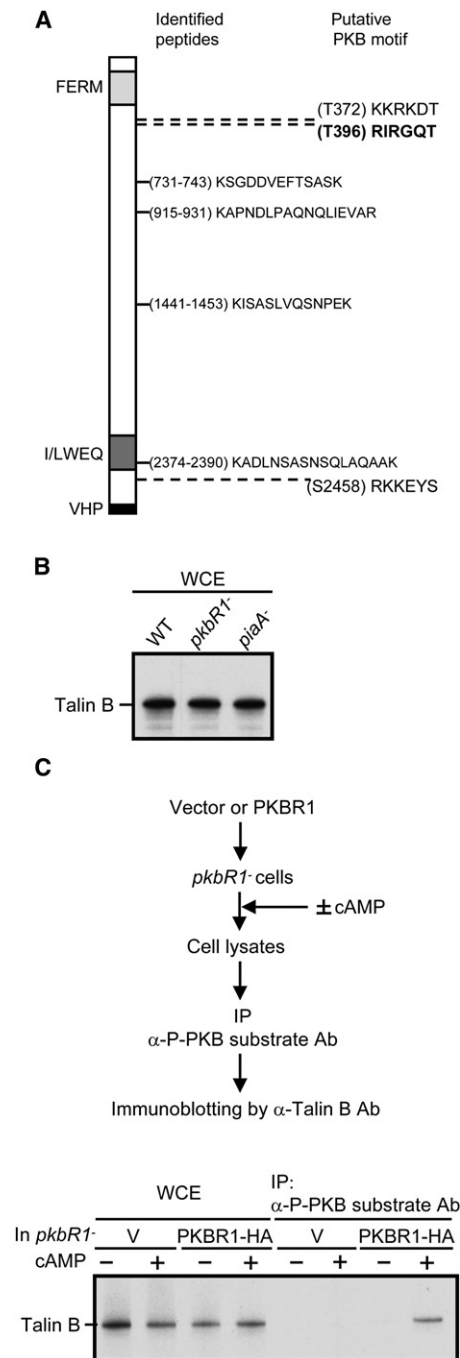 A
Identified peptides
Putative PKB motif
FERM
(T372) KKRKDT
(T396) RIRGQT
(731-743) KSGDDVEFTSASK
(915-931) KAPNDLPAQNQLIEVAR
(1441-1453) KISASLVQSNPEK
I/LWEQ
(2374-2390) KADLNSASNSQLAQAAK
(S2458) RKKEYS
VHP
B
WCE
WT pkbR1- piaA-
Talin B
C
Vector or PKBR1
pkbR1- cells
± cAMP
Cell lysates
IP
α-P-PKB substrate Ab
Immunoblotting by α-Talin B Ab
WCE
IP:
α-P-PKB substrate Ab
In pkbR1- V PKBR1-HA V PKBR1-HA
cAMP − + − + − + − +
Talin B